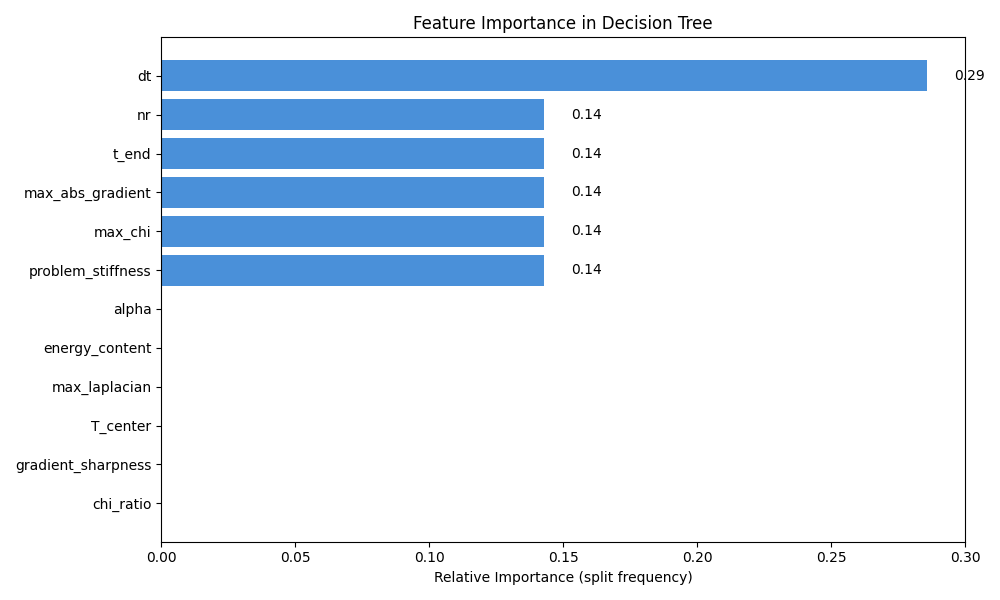 Feature Importance in Decision Tree
dt
0.29
nr
0.14
t_end
0.14
max_abs_gradient
0.14
max_chi
0.14
problem_stiffness
0.14
alpha
energy_content
max_laplacian
T_center
gradient_sharpness
chi_ratio
0.00 0.05 0.10 0.15 0.20 0.25 0.30
Relative Importance (split frequency)